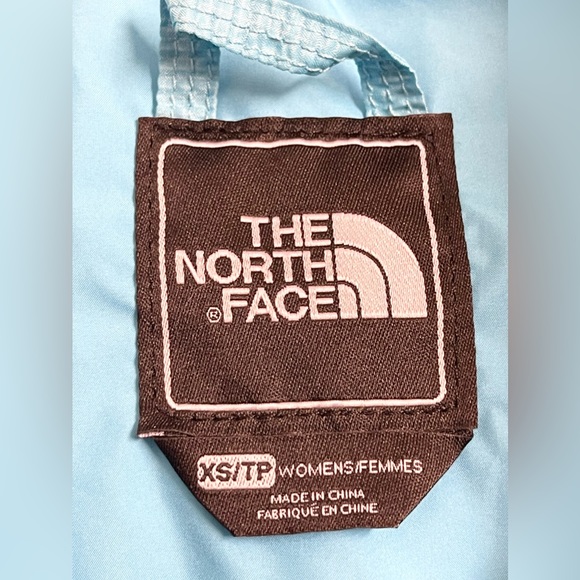 THE
NORTH
®FACE
XS/TP WOMENS/FEMMES
MADE IN CHINA
FABRIQUÉ EN CHINE